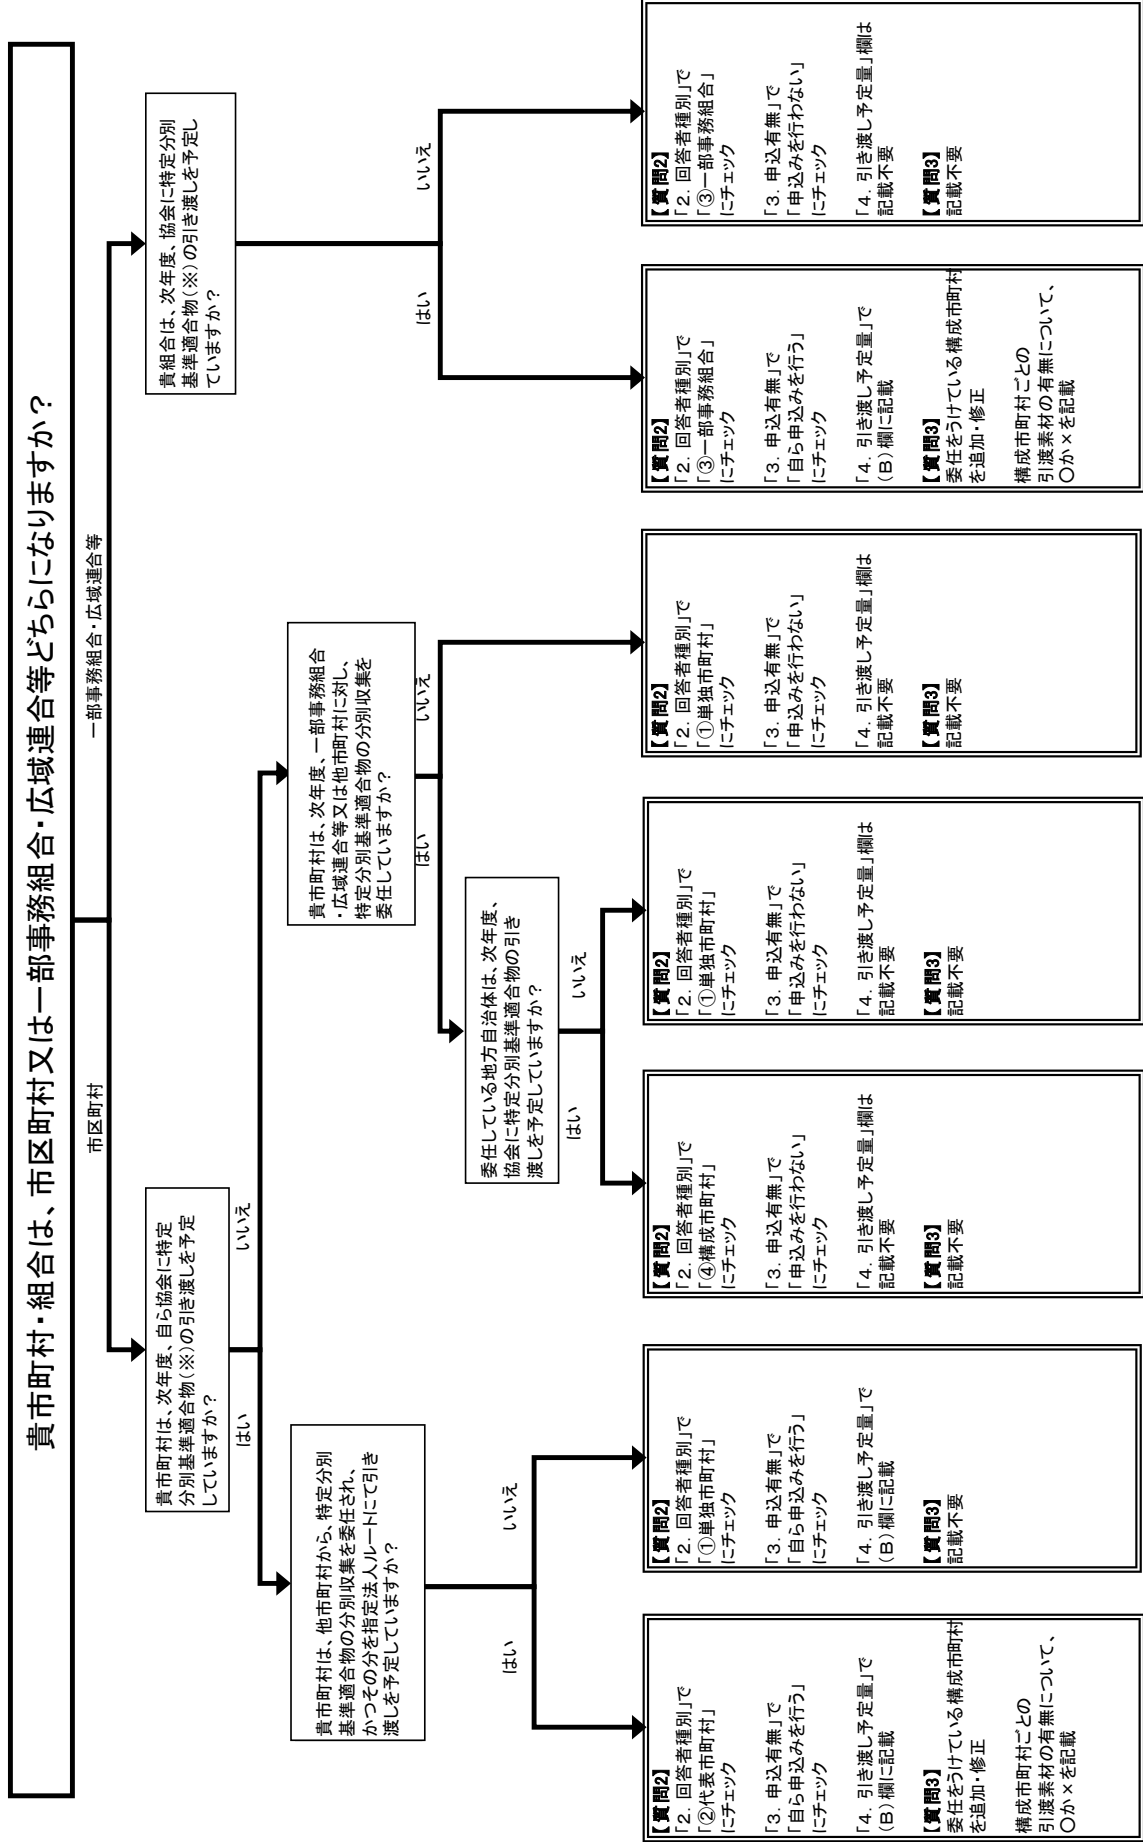 貴市町村・組合は、市区町村又は一部事務組合・広域連合等どちらになりますか？
市区町村
一部事務組合・広域連合等
貴市町村は、次年度、自ら協会に特定
分別基準適合物（※）の引き渡しを予定
していますか？
はい
いいえ
貴組合は、次年度、協会に特定分別
基準適合物（※）の引き渡しを予定し
ていますか？
はい
いいえ
貴市町村は、他市町村から、特定分別
基準適合物の分別収集を委任され、
かつその分を指定法人ルートにて引き
渡しを予定していますか？
はい
いいえ
貴市町村は、次年度、一部事務組合
・広域連合等又は他市町村に対し、
特定分別基準適合物の分別収集を
委任していますか？
はい
いいえ
委任している地方自治体は、次年度、
協会に特定分別基準適合物の引き
渡しを予定していますか？
はい
いいえ
【質問2】
「2．回答者種別」で
「②代表市町村」
にチェック
「3．申込有無」で
「自ら申込みを行う」
にチェック
「4．引き渡し予定量」で
（B）欄に記載
【質問3】
委任をうけている構成市町村
を追加・修正
構成市町村ごとの
引渡素材の有無について、
〇か×を記載
【質問2】
「2．回答者種別」で
「①単独市町村」
にチェック
「3．申込有無」で
「自ら申込みを行う」
にチェック
「4．引き渡し予定量」で
（B）欄に記載
【質問3】
記載不要
【質問2】
「2．回答者種別」で
「④構成市町村」
にチェック
「3．申込有無」で
「申込みを行わない」
にチェック
「4．引き渡し予定量」欄は
記載不要
【質問3】
記載不要
【質問2】
「2．回答者種別」で
「①単独市町村」
にチェック
「3．申込有無」で
「申込みを行わない」
にチェック
「4．引き渡し予定量」欄は
記載不要
【質問3】
記載不要
【質問2】
「2．回答者種別」で
「①単独市町村」
にチェック
「3．申込有無」で
「申込みを行わない」
にチェック
「4．引き渡し予定量」欄は
記載不要
【質問3】
記載不要
【質問2】
「2．回答者種別」で
「③一部事務組合」
にチェック
「3．申込有無」で
「自ら申込みを行う」
にチェック
「4．引き渡し予定量」で
（B）欄に記載
【質問3】
委任をうけている構成市町村
を追加・修正
構成市町村ごとの
引渡素材の有無について、
〇か×を記載
【質問2】
「2．回答者種別」で
「③一部事務組合」
にチェック
「3．申込有無」で
「申込みを行わない」
にチェック
「4．引き渡し予定量」欄は
記載不要
【質問3】
記載不要